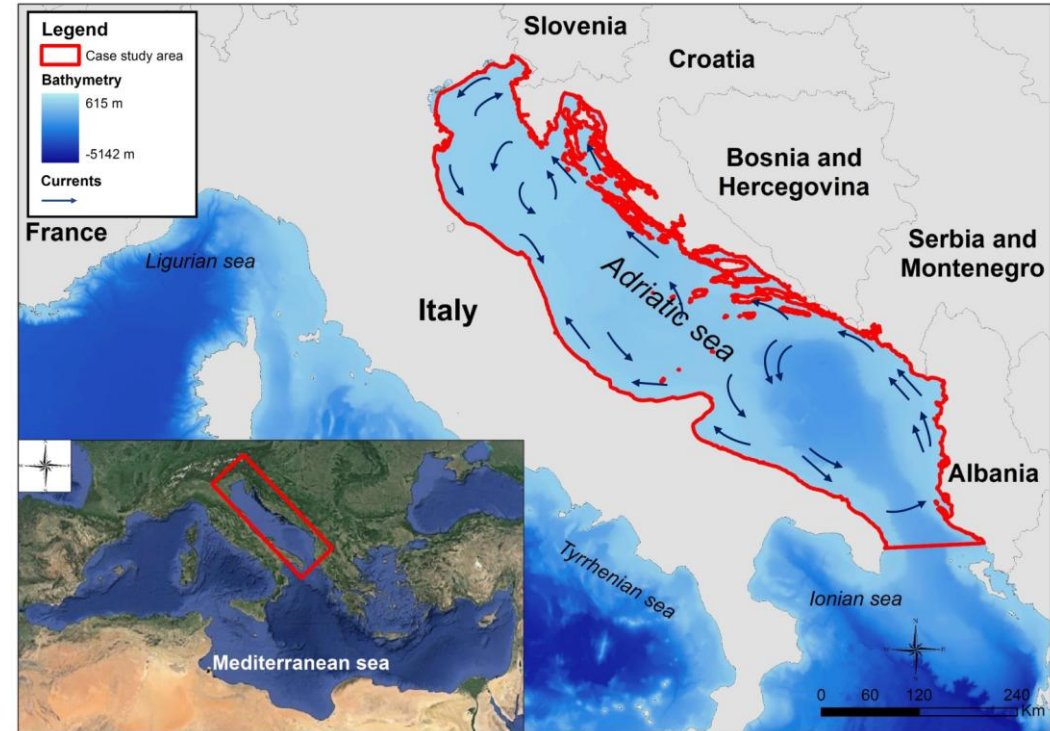 Legend
Case study area
Bathymetry
615 m
-5142 m
Currents
Slovenia
Croatia
Bosnia and
Hercegovina
Serbia and
Montenegro
France
Ligurian sea
Italy
Adriatic sea
Albania
Tyrrhenian sea
Ionian sea
Mediterranean sea
N
0 60 120 240
Km